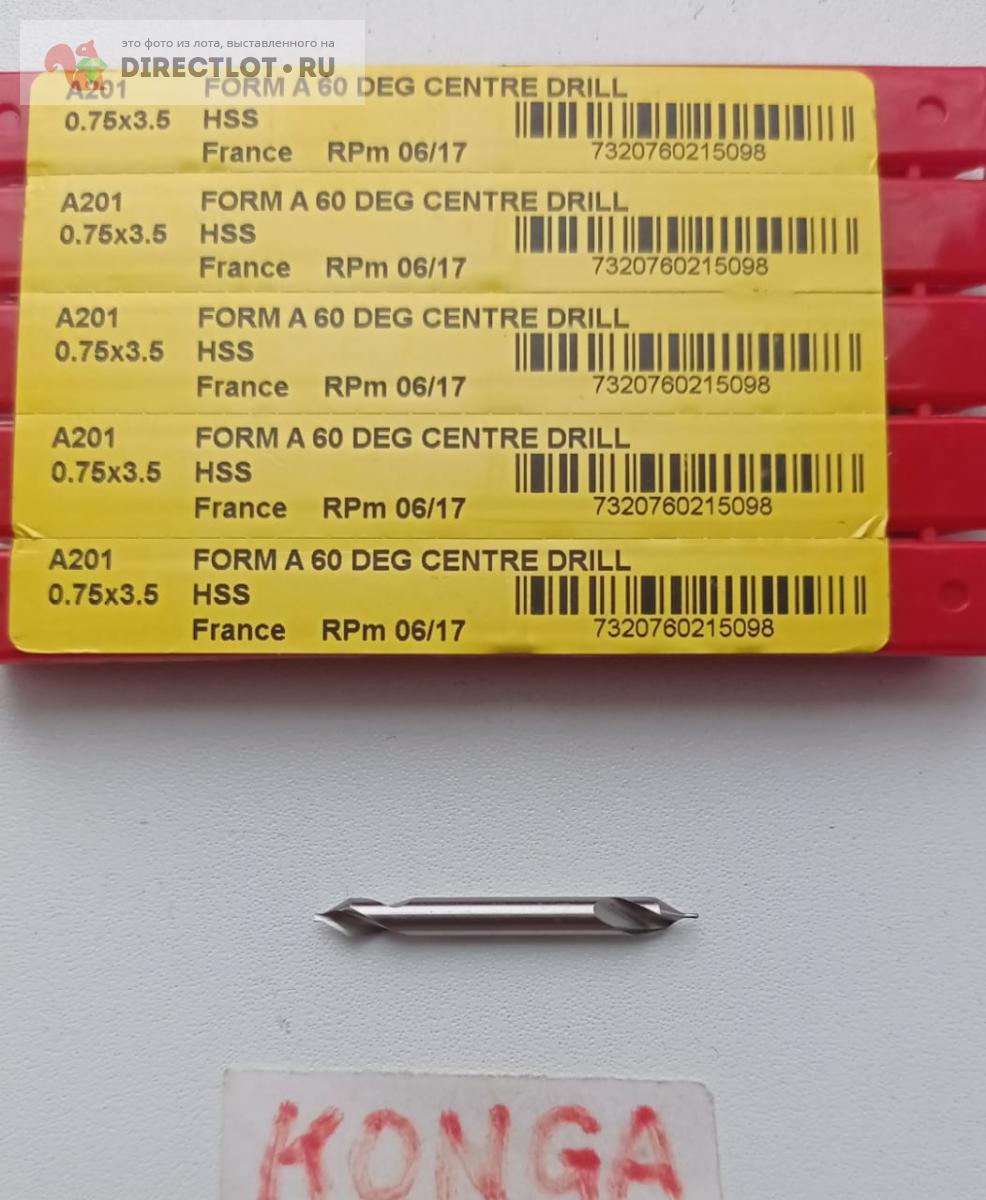 это фото из лота, выставленного на
DIRECTLOT.RU
A201 FORM A 60 DEG CENTRE DRILL
0.75x3.5 HSS
France RPm 06/17 7320760215098
A201 FORM A 60 DEG CENTRE DRILL
0.75x3.5 HSS
France RPm 06/17 7320760215098
A201 FORM A 60 DEG CENTRE DRILL
0.75x3.5 HSS
France RPm 06/17 7320760215098
A201 FORM A 60 DEG CENTRE DRILL
0.75x3.5 HSS
France RPm 06/17 7320760215098
A201 FORM A 60 DEG CENTRE DRILL
0.75x3.5 HSS
France RPm 06/17 7320760215098
KONGA